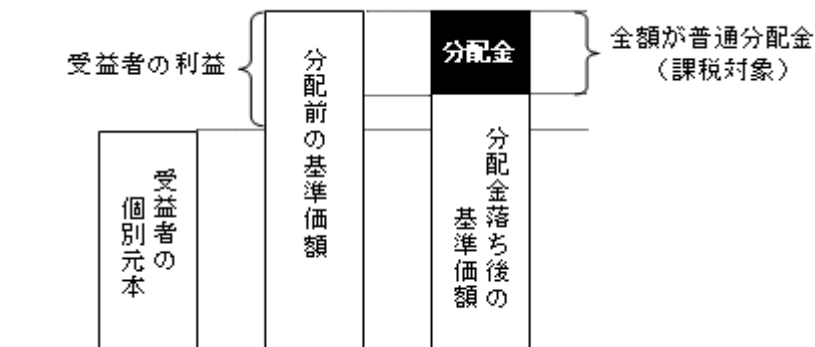 受益者の利益
分配前の基準価額
分配金
全額が普通分配金
（課税対象）
受益者の
個別元本
分配金落ち後の
基準価額